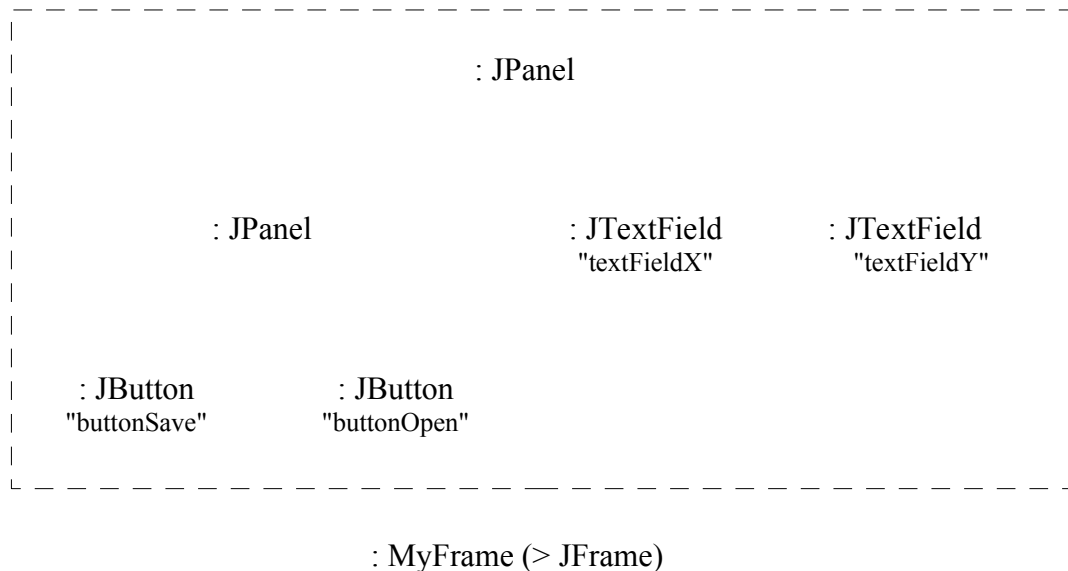 : JPanel
: JPanel
: JTextField
"textFieldX"
: JTextField
"textFieldY"
: JButton
"buttonSave"
: JButton
"buttonOpen"
: MyFrame (> JFrame)